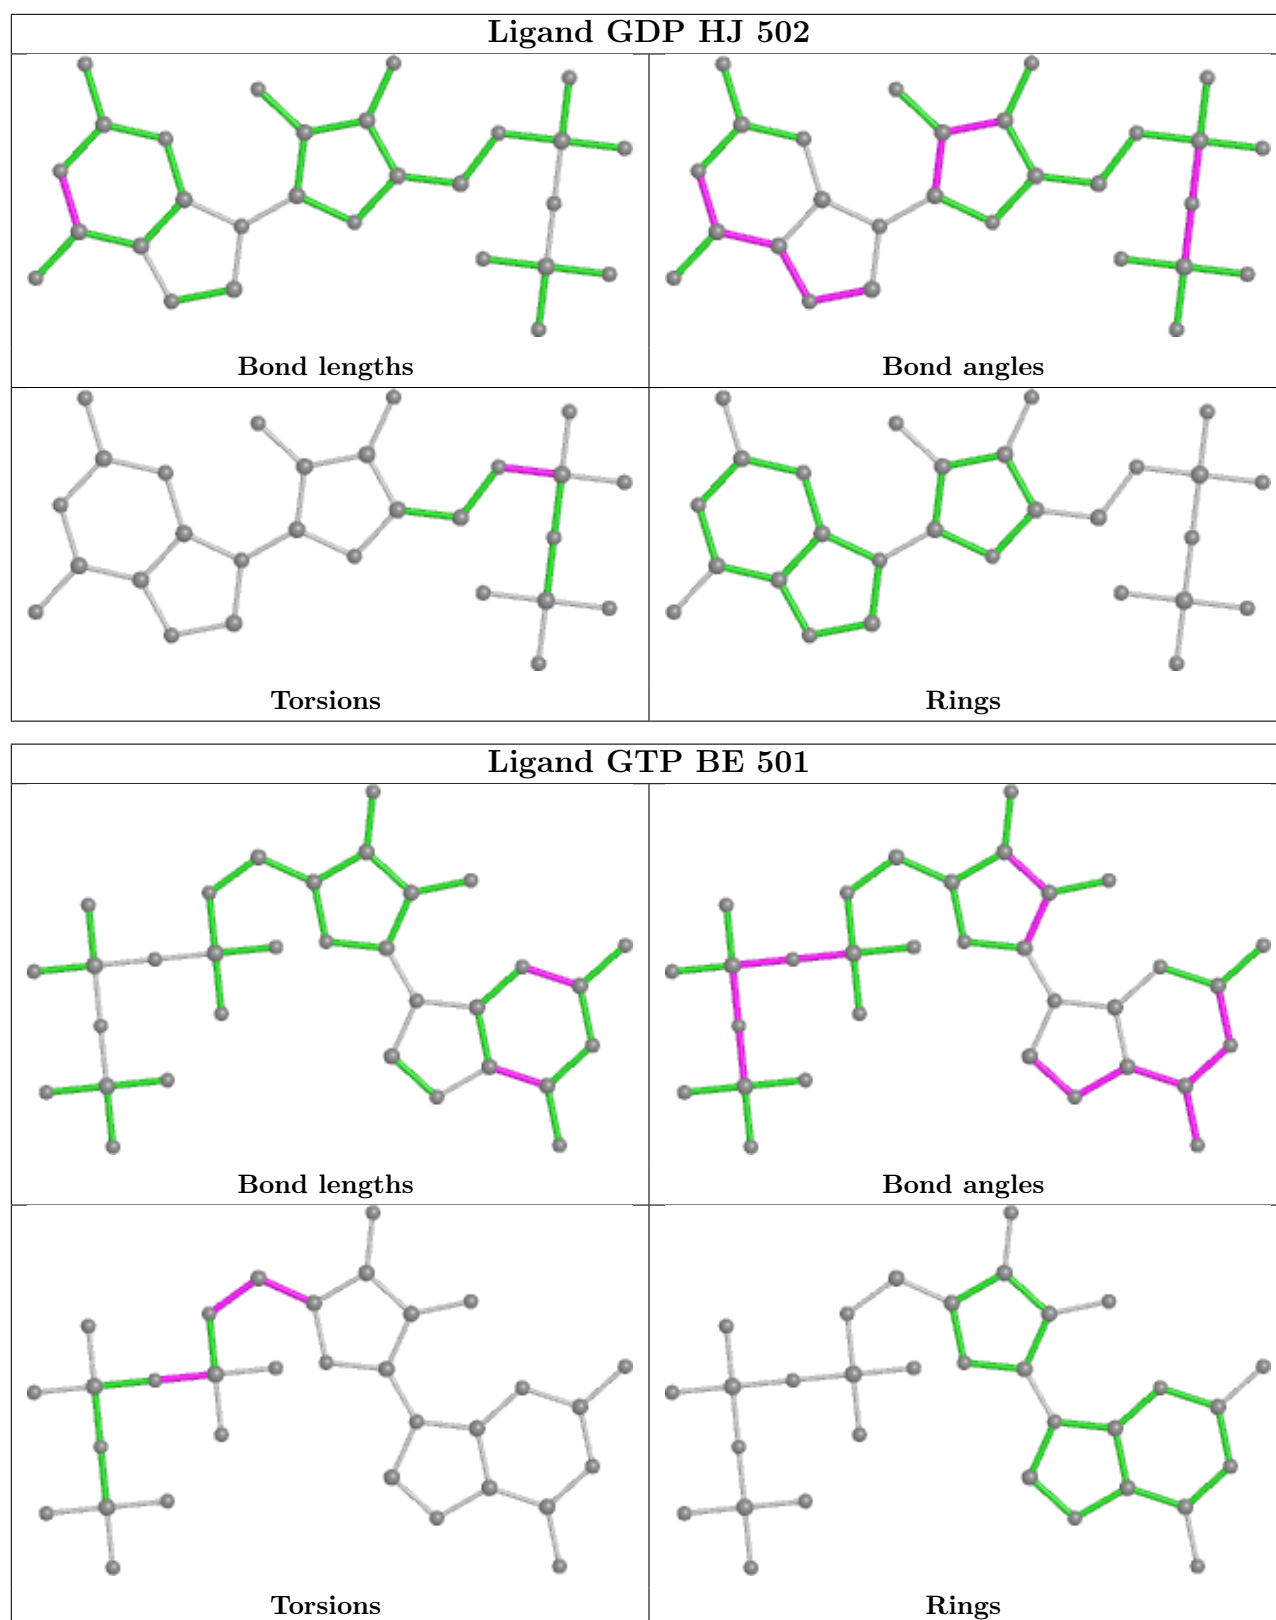 Ligand GDP HJ 502
Bond lengths
Bond angles
Torsions
Rings
Ligand GTP BE 501
Bond lengths
Bond angles
Torsions
Rings